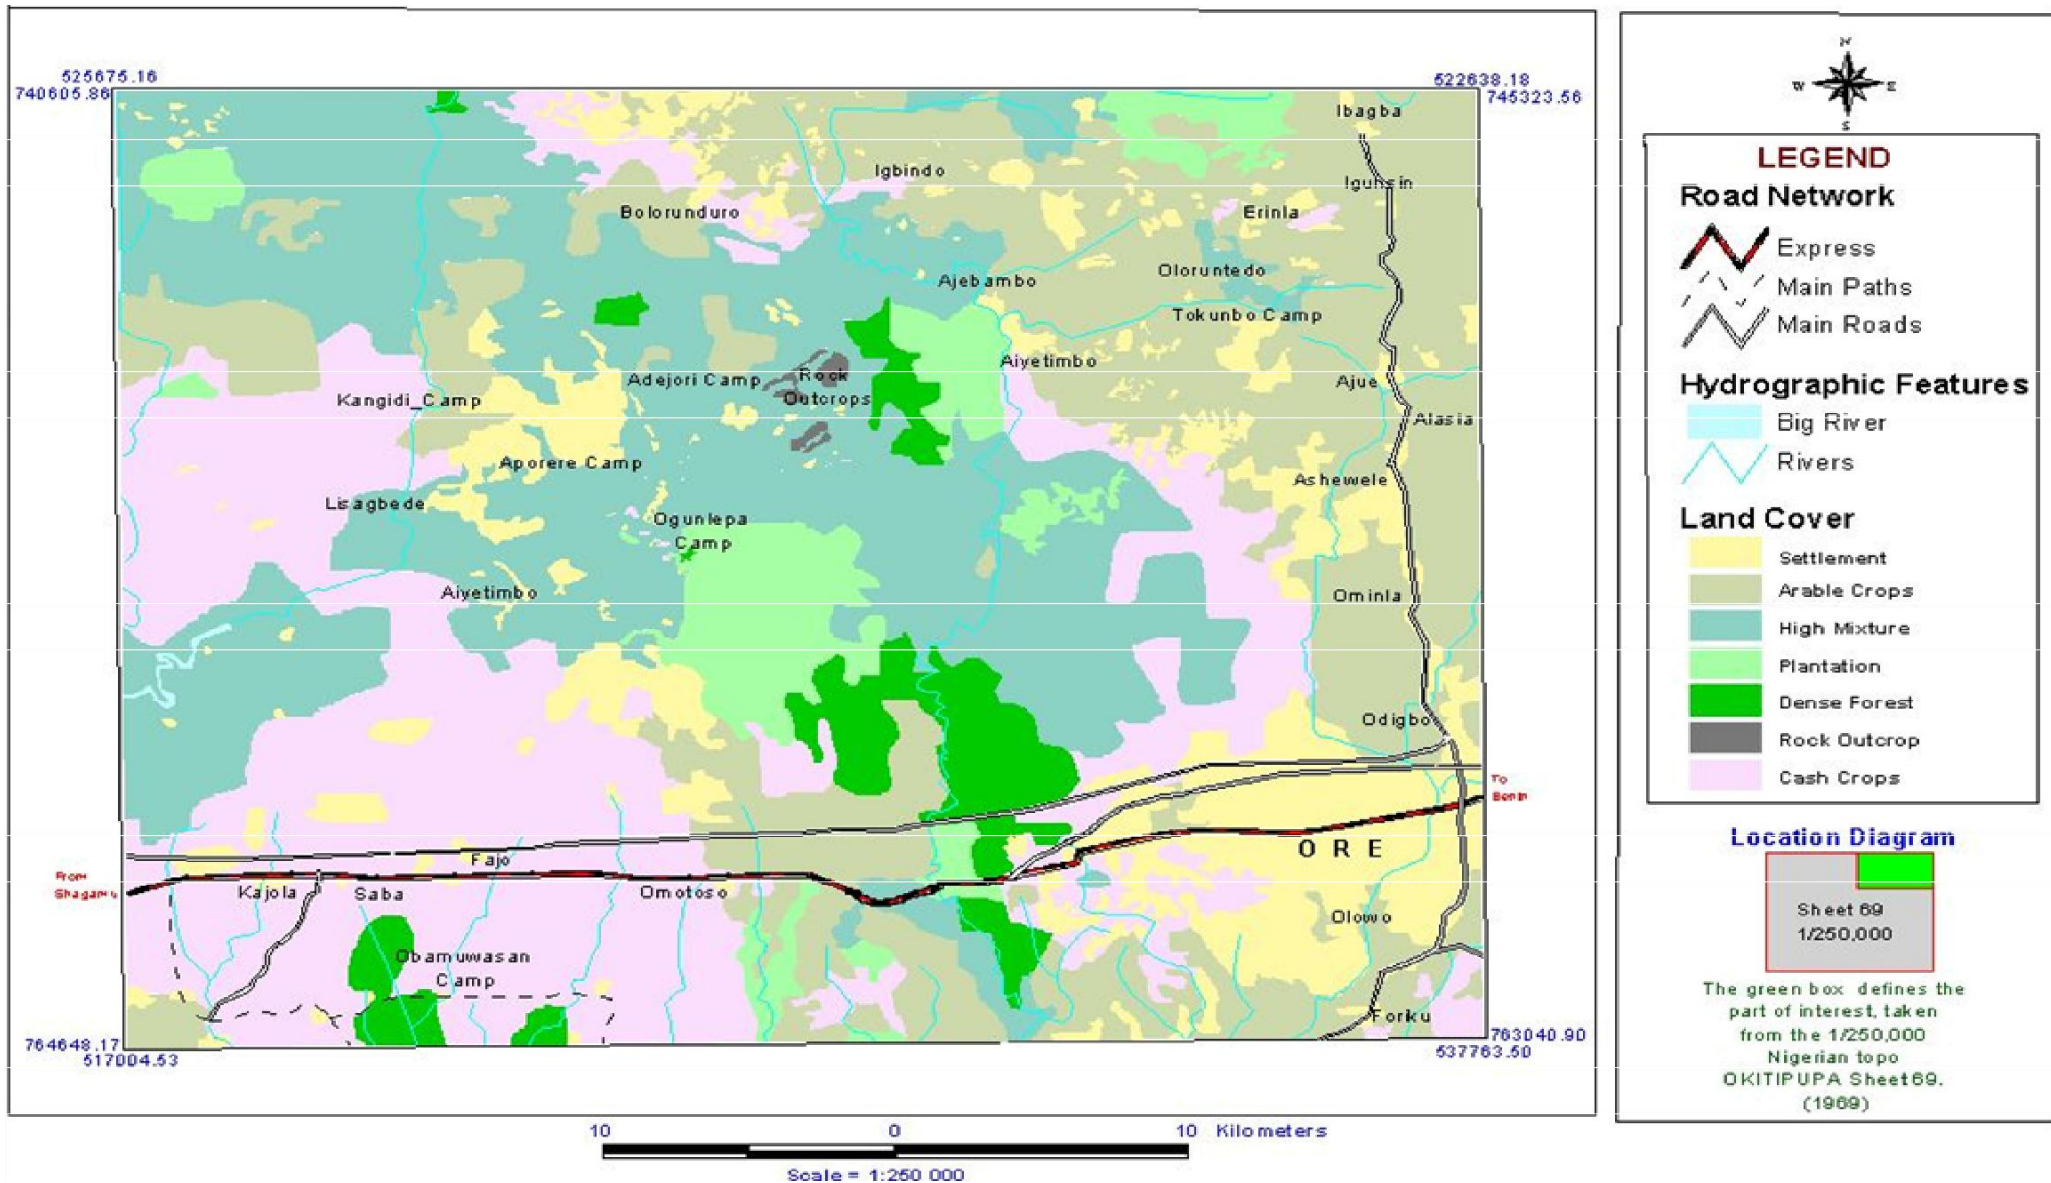 525675.16
522638.18
740605.86
745323.56
Ibagba
Igbindo
Iguhsin
Bolorunduro
Erinla
Oloruntedo
Ajebambo
Tokunbo Camp
Aiyetimbo
Adejori Camp
Rock
Outcrops
Ajue
Kangidi_Camp
Alasia
Aporere Camp
Ashewele
Lisagbede
Ogunlepa
Camp
Aiyetimbo
Ominla
Odigbo
To
Benin
ORE
Fajo
From
Shagamu
Kajola
Saba
Omotoso
Olowo
Obamuwasan
Camp
Forku
764648.17
763040.90
517004.53
537763.50
10 0 10 Kilometers
Scale = 1:250 000
N
W E
S
LEGEND
Road Network
Express
Main Paths
Main Roads
Hydrographic Features
Big River
Rivers
Land Cover
Settlement
Arable Crops
High Mixture
Plantation
Dense Forest
Rock Outcrop
Cash Crops
Location Diagram
Sheet 69
1/250,000
The green box defines the
part of interest, taken
from the 1/250,000
Nigerian topo
OKITIPUPA Sheet69.
(1969)